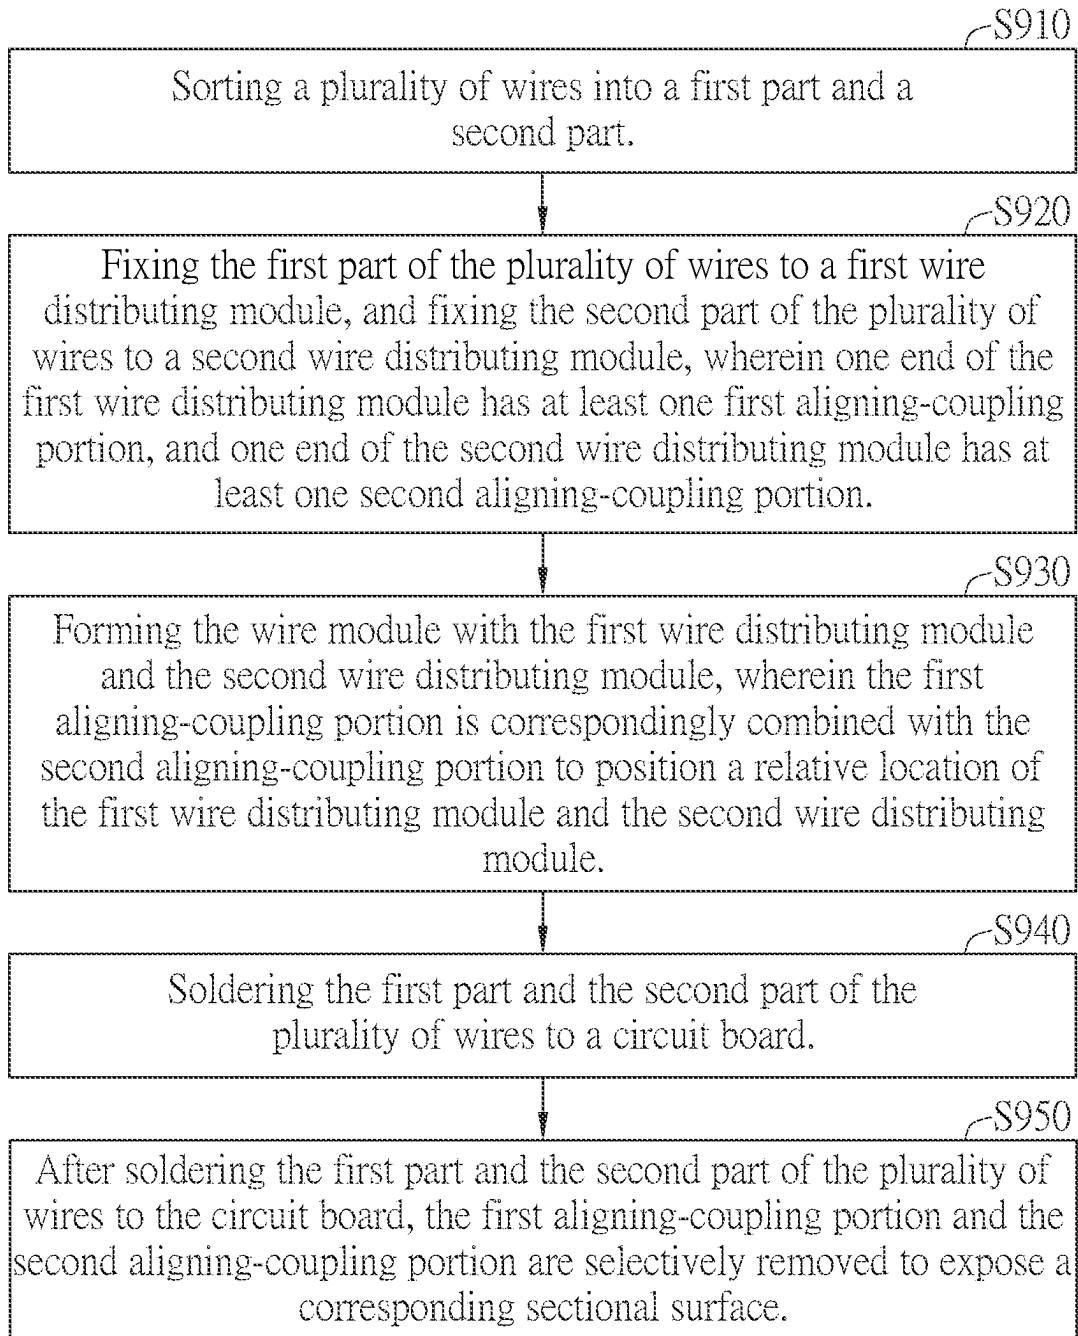 S910
Sorting a plurality of wires into a first part and a
second part.
S920
Fixing the first part of the plurality of wires to a first wire
distributing module, and fixing the second part of the plurality of
wires to a second wire distributing module, wherein one end of the
first wire distributing module has at least one first aligning-coupling
portion, and one end of the second wire distributing module has at
least one second aligning-coupling portion.
S930
Forming the wire module with the first wire distributing module
and the second wire distributing module, wherein the first
aligning-coupling portion is correspondingly combined with the
second aligning-coupling portion to position a relative location of
the first wire distributing module and the second wire distributing
module.
S940
Soldering the first part and the second part of the
plurality of wires to a circuit board.
S950
After soldering the first part and the second part of the plurality of
wires to the circuit board, the first aligning-coupling portion and the
second aligning-coupling portion are selectively removed to expose a
corresponding sectional surface.